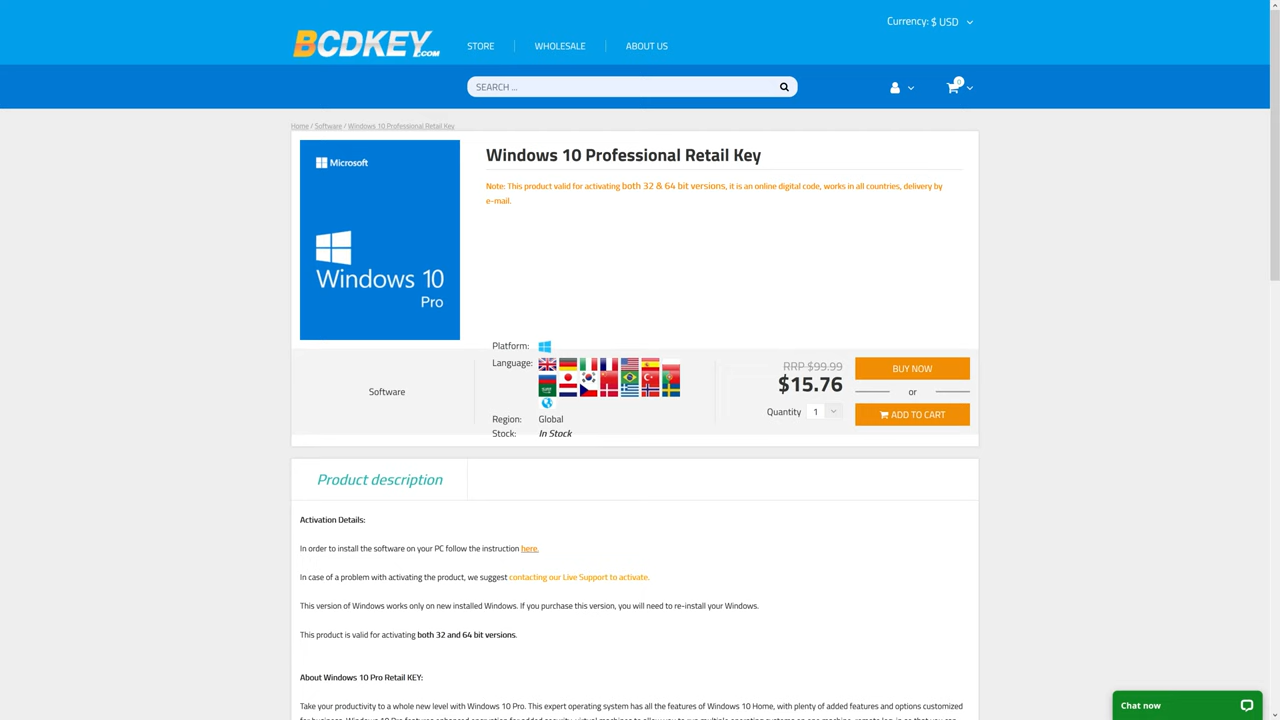 Currency: $ USD
BCDKEY.COM
STORE
WHOLESALE
ABOUT US
SEARCH ...
0
Home / Software / Windows 10 Professional Retail Key
Microsoft
Windows 10
Pro
Windows 10 Professional Retail Key
Note: This product valid for activating both 32 & 64 bit versions, it is an online digital code, works in all countries, delivery by
e-mail.
Software
Platform:
Language:
Region: Global
Stock: In Stock
RRP $99.99
$15.76
Quantity 1
BUY NOW
or
ADD TO CART
Product description
Activation Details:
In order to install the software on your PC follow the instruction here.
In case of a problem with activating the product, we suggest contacting our Live Support to activate.
This version of Windows works only on new installed Windows. If you purchase this version, you will need to re-install your Windows.
This product is valid for activating both 32 and 64 bit versions.
About Windows 10 Pro Retail KEY:
Take your productivity to a whole new level with Windows 10 Pro. This expert operating system has all the features of Windows 10 Home, with plenty of added features and options customized
Chat now